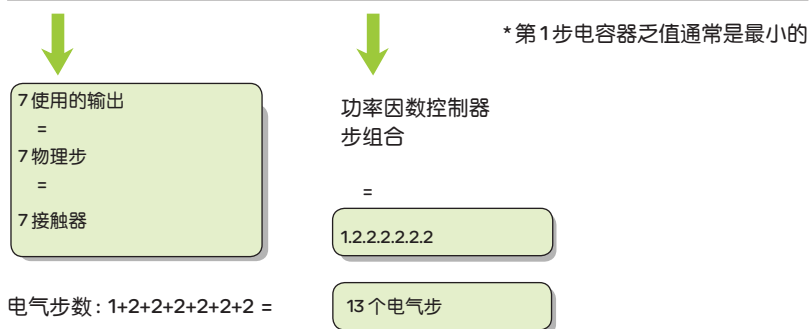 *第1步电容器乏值通常是最小的
7使用的输出
=
7物理步
=
7接触器
功率因数控制器
步组合
=
1.2.2.2.2.2.2
电气步数: 1+2+2+2+2+2+2 =
13个电气步